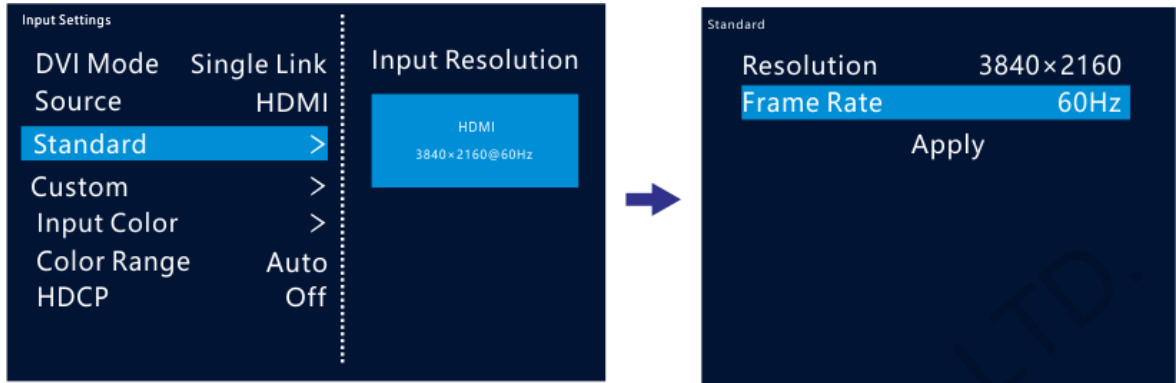 Input Settings
DVI Mode Single Link
Source HDMI
Standard >
Custom >
Input Color >
Color Range Auto
HDCP Off
Input Resolution
HDMI
3840×2160@60Hz
Standard
Resolution 3840×2160
Frame Rate 60Hz
Apply
LTD.